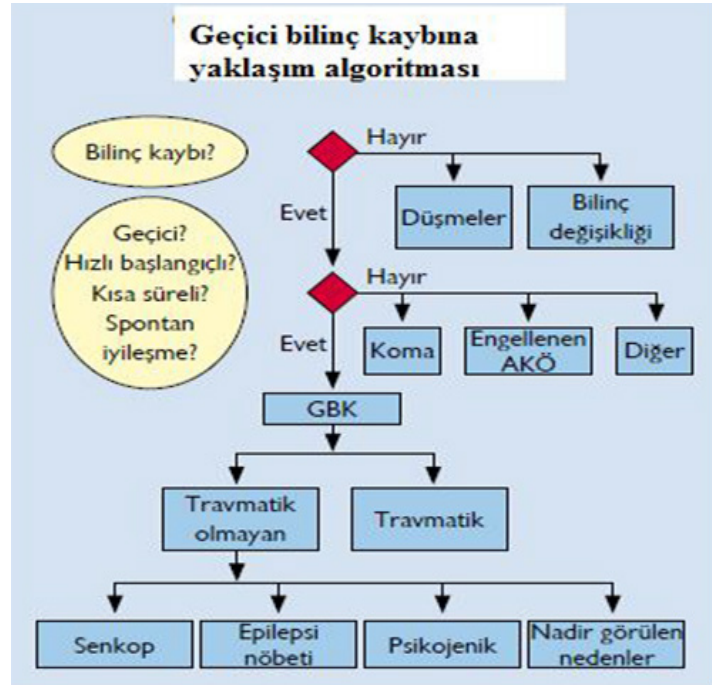 Geçici bilinç kaybına
yaklaşım algoritması
Bilinç kaybı?
Hayır
Evet
Düşmeler
Bilinç
değişikliği
Geçici?
Hızlı başlangıçlı?
Kısa süreli?
Spontan
iyileşme?
Hayır
Evet
Koma
Engellenen
AKÖ
Diğer
GBK
Travmatik
olmayan
Travmatik
Senkop
Epilepsi
nöbeti
Psikojenik
Nadir görülen
nedenler